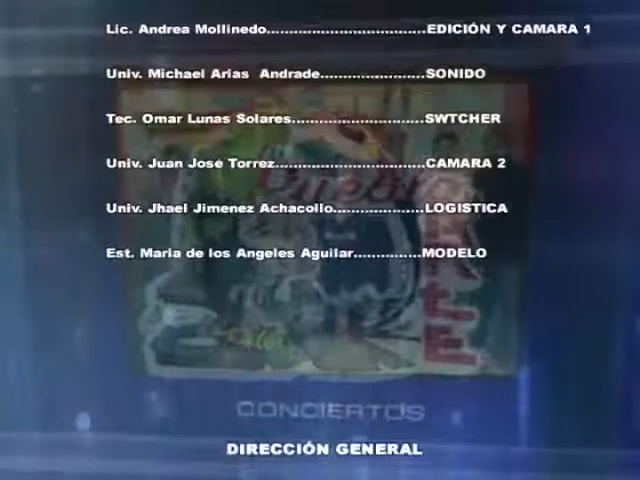 Lic. Andrea Mollinedo...................................EDICIÓN Y CAMARA 1
Univ. Michael Arias Andrade.......................SONIDO
Tec. Omar Lunas Solares.............................SWTCHER
Univ. Juan José Torrez.................................CAMARA 2
Univ. Jhael Jimenez Achacollo....................LOGISTICA
Est. Maria de los Angeles Aguilar...............MODELO
CONCIERTOS
DIRECCIÓN GENERAL